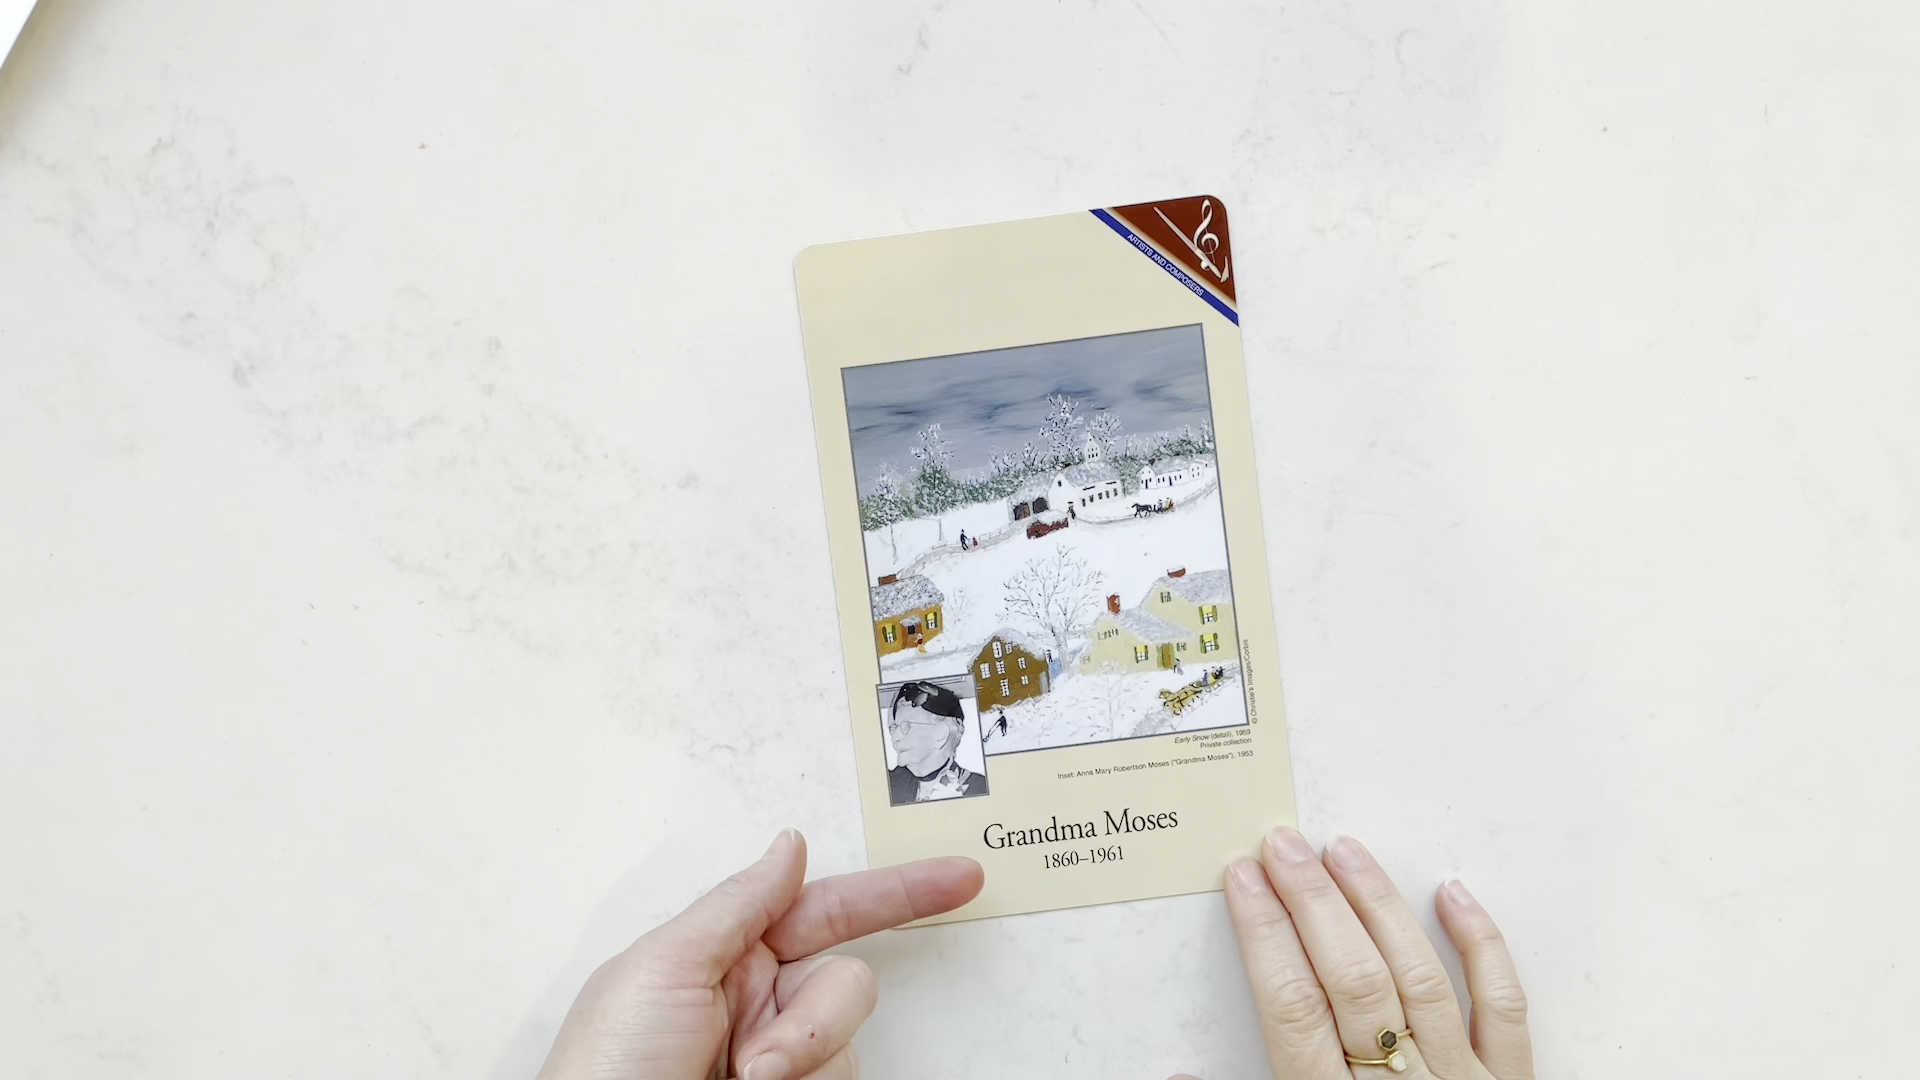 ARTISTS AND COMPOSERS
© Christie's Images/Corbis
Early Snow (detail), 1959
Private collection
Inset: Anna Mary Robertson Moses ("Grandma Moses"), 1953
Grandma Moses
1860–1961